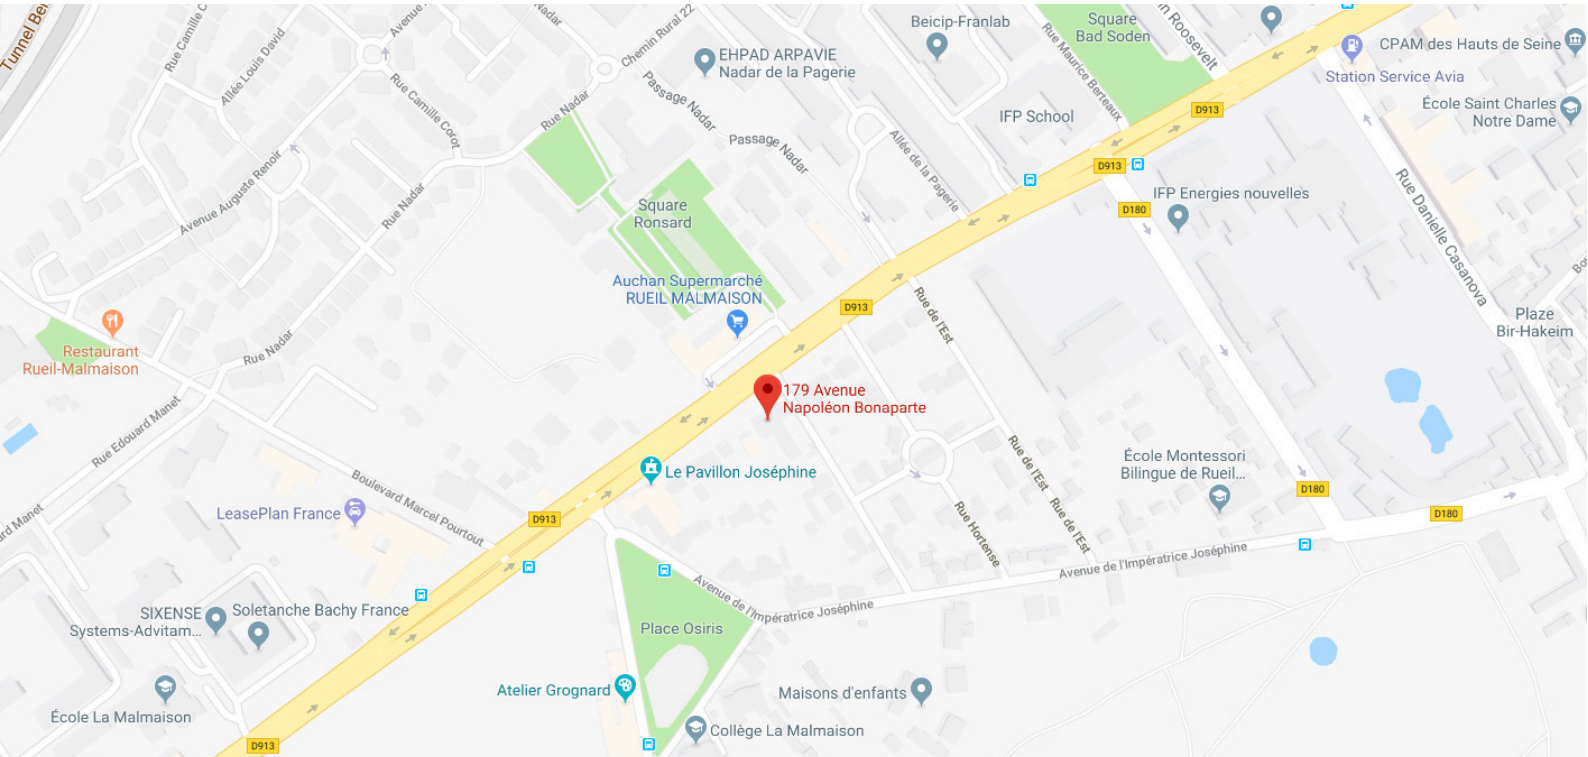 Tunnel Be
Rue Camille C
Avenue
Nadar
Chemin Rural 22
Allée Louis David
Rue Camille Corot
EHPAD ARPAVIE
Nadar de la Pagerie
Beicip-Franlab
Square
Bad Soden
n Roosevelt
Rue Maurice Berteaux
CPAM des Hauts de Seine
Station Service Avia
École Saint Charles
Notre Dame
D913
IFP School
Rue Nadar
Passage Nadar
Passage Nadar
Allée de la Pagerie
D913
IFP Energies nouvelles
D180
Rue Danielle Casanova
Avenue Auguste Renoir
Rue Nadar
Square
Ronsard
Auchan Supermarché
RUEIL MALMAISON
D913
Rue de l'Est
Bo
Plaze
Bir-Hakeim
Restaurant
Rueil-Malmaison
Rue Nadar
179 Avenue
Napoléon Bonaparte
Rue Edouard Manet
Le Pavillon Joséphine
Rue de l'Est
Rue de l'Est
École Montessori
Bilingue de Rueil...
D180
D180
Boulevard Marcel Pourtout
LeasePlan France
ard Manet
D913
Rue Hortense
Avenue de l'Impératrice Joséphine
Avenue de l'Impératrice Joséphine
SIXENSE
Systems-Advitam...
Soletanche Bachy France
Place Osiris
Atelier Grognard
Maisons d'enfants
École La Malmaison
Collège La Malmaison
D913